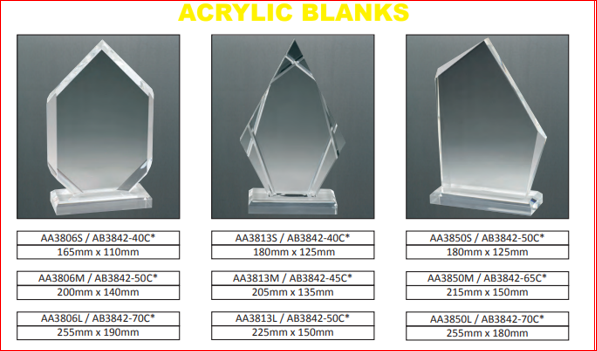 ACRYLIC BLANKS
AA3806S / AB3842-40C*
165mm x 110mm
AA3806M / AB3842-50C*
200mm x 140mm
AA3806L / AB3842-70C*
255mm x 190mm
AA3813S / AB3842-40C*
180mm x 125mm
AA3813M / AB3842-45C*
205mm x 135mm
AA3813L / AB3842-50C*
225mm x 150mm
AA3850S / AB3842-50C*
180mm x 125mm
AA3850M / AB3842-65C*
215mm x 150mm
AA3850L / AB3842-70C*
255mm x 180mm